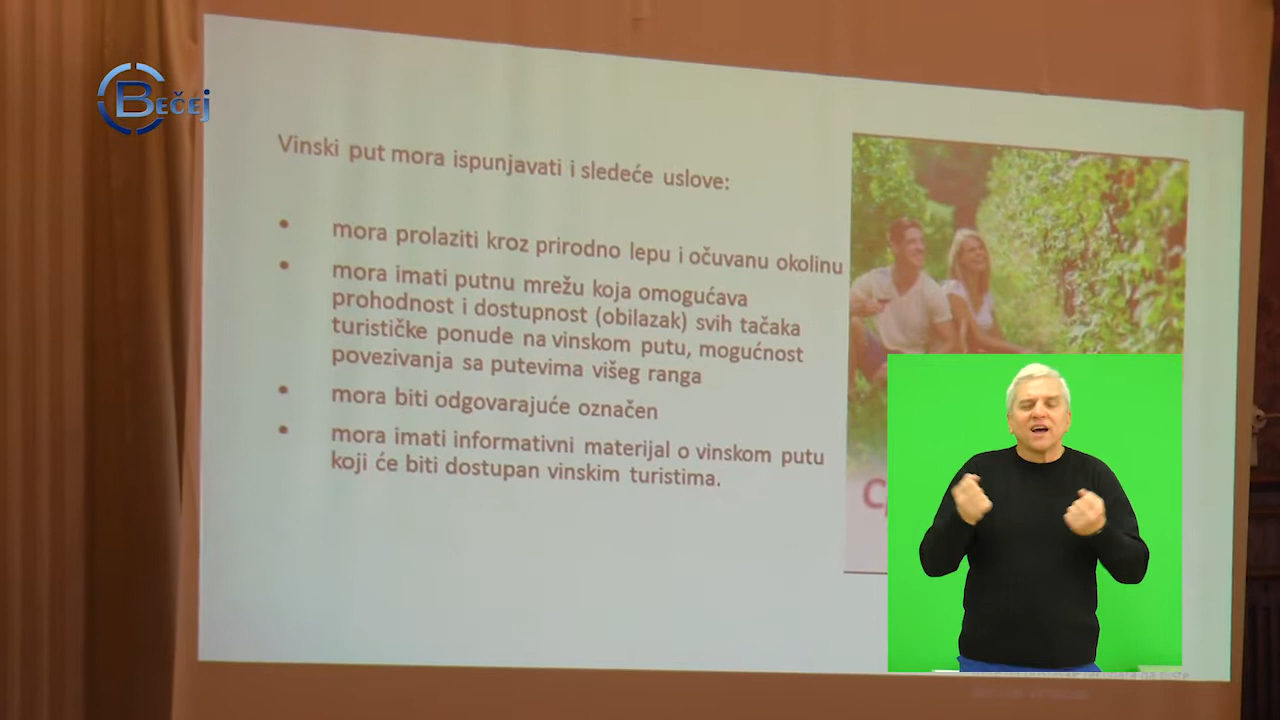 Bečej
Vinski put mora ispunjavati i sledeće uslove:
• mora prolaziti kroz prirodno lepu i očuvanu okolinu
• mora imati putnu mrežu koja omogućava
prohodnost i dostupnost (obilazak) svih tačaka
turističke ponude na vinskom putu, mogućnost
povezivanja sa putevima višeg ranga
• mora biti odgovarajuće označen
• mora imati informativni materijal o vinskom putu
koji će biti dostupan vinskim turistima.